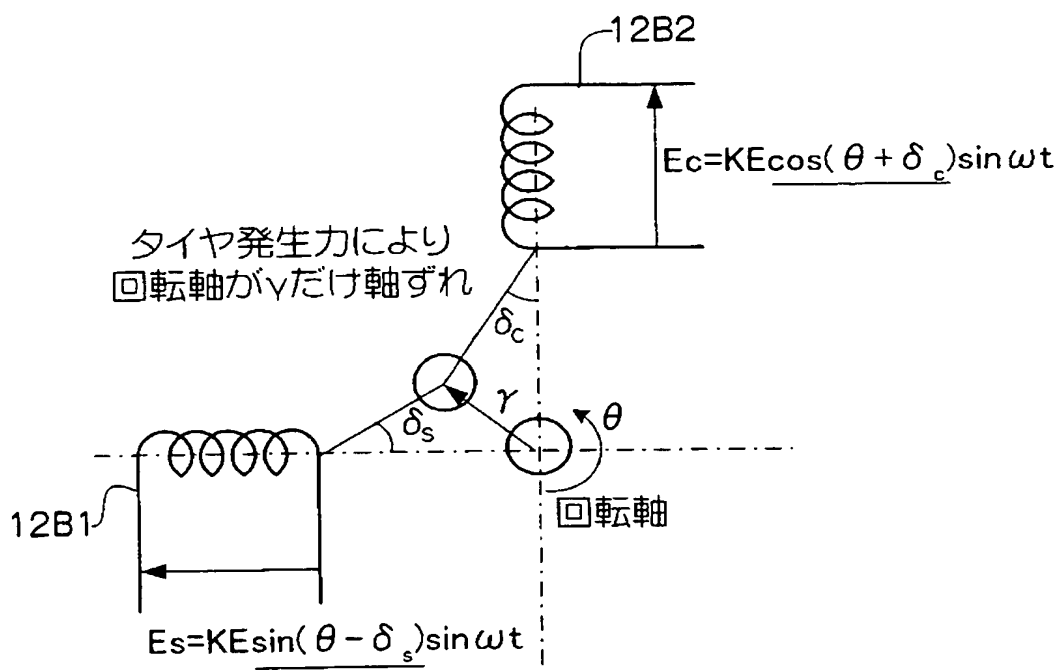 12B2
Ec=KEcos(θ+δc)sinωt
タイヤ発生力により
回転軸がγだけ軸ずれ
δc
γ
θ
δs
回転軸
12B1
Es=KEsin(θ-δs)sinωt